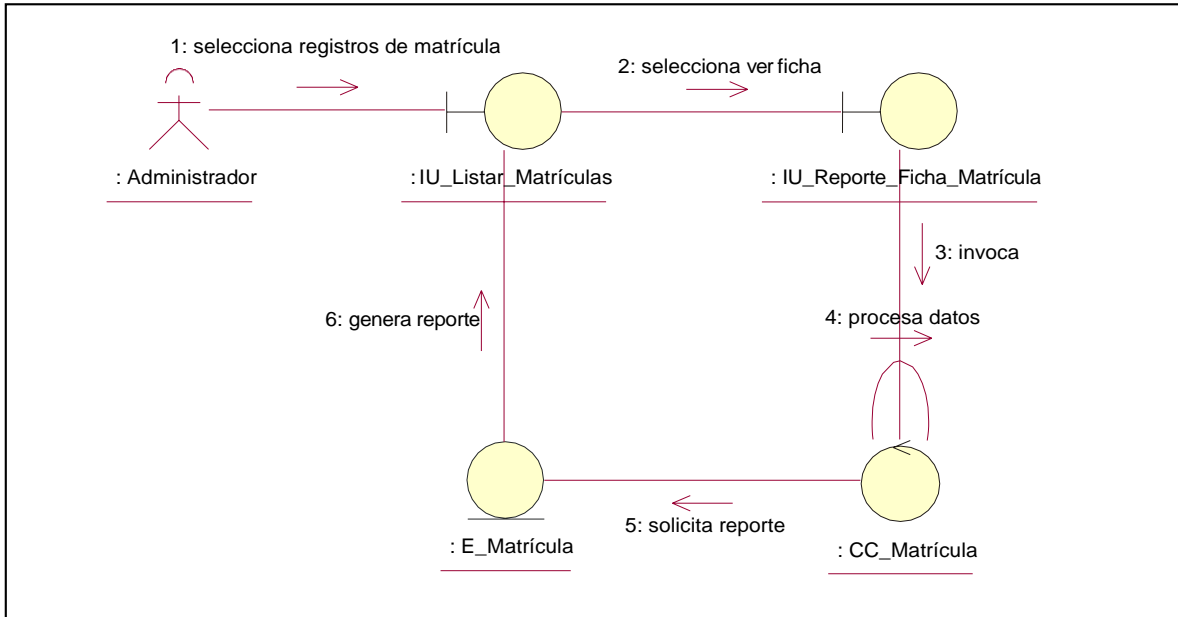 1: selecciona registros de matrícula
2: selecciona ver ficha
: Administrador
: IU_Listar_Matrículas
: IU_Reporte_Ficha_Matrícula
3: invoca
6: genera reporte
4: procesa datos
5: solicita reporte
: E_Matrícula
: CC_Matrícula